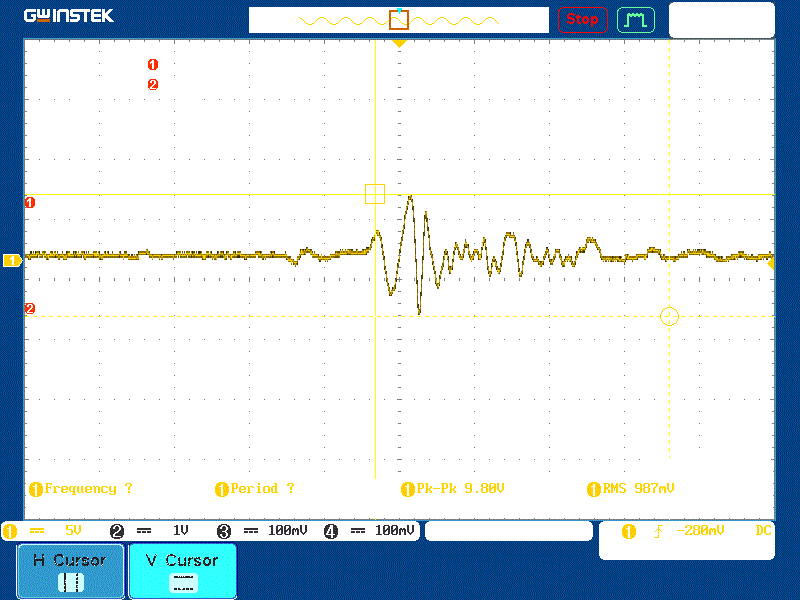 GWINSTEK Stop
1
2
1
1
2
1 Frequency ? 1 Period ? 1 Pk-Pk 9.80V 1 RMS 987mV
1 5V 2 1V 3 100mV 4 100mV 1 -280mV DC
H Cursor V Cursor